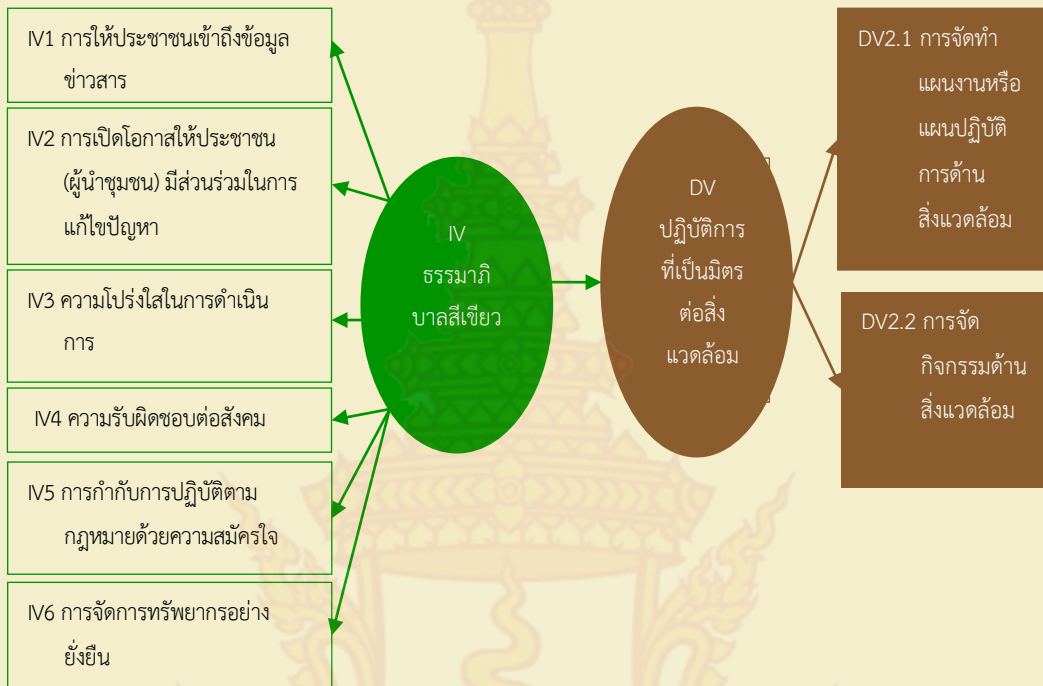 IV1 การให้ประชาชนเข้าถึงข้อมูล
ข่าวสาร
IV2 การเปิดโอกาสให้ประชาชน
(ผู้นำชุมชน) มีส่วนร่วมในการ
แก้ไขปัญหา
IV3 ความโปร่งใสในการดำเนิน
การ
IV4 ความรับผิดชอบต่อสังคม
IV5 การกำกับการปฏิบัติตาม
กฎหมายด้วยความสมัครใจ
IV6 การจัดการทรัพยากรอย่าง
ยั่งยืน
IV
ธรรมาภิ
บาลสีเขียว
DV
ปฏิบัติการ
ที่เป็นมิตร
ต่อสิ่ง
แวดล้อม
DV2.1 การจัดทำ
แผนงานหรือ
แผนปฏิบัติ
การด้าน
สิ่งแวดล้อม
DV2.2 การจัด
กิจกรรมด้าน
สิ่งแวดล้อม